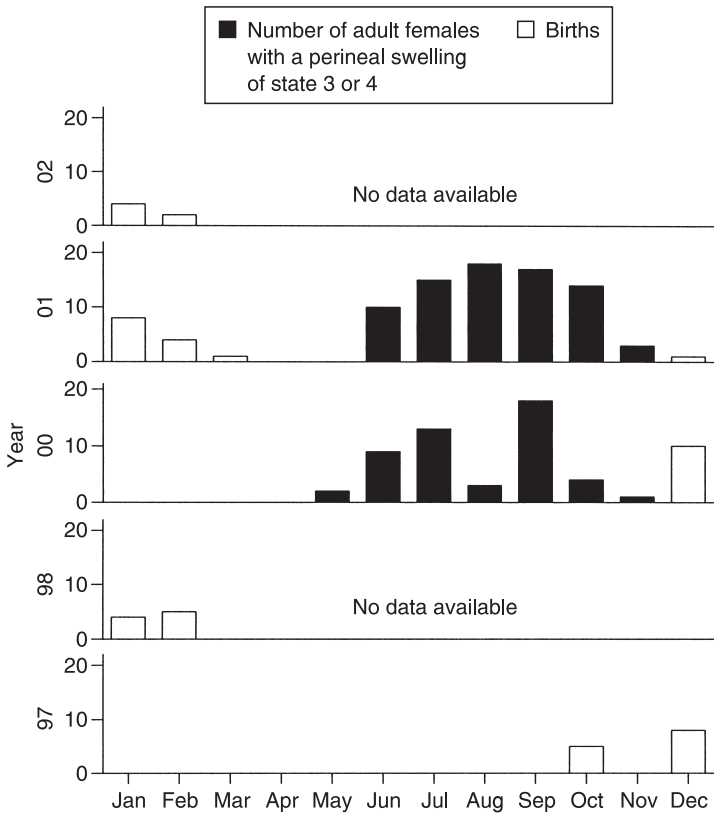 Number of adult females
with a perineal swelling
of state 3 or 4
Births
20
10
0
02
No data available
20
10
0
01
20
10
0
00
Year
20
10
0
98
No data available
20
10
0
97
Jan Feb Mar Apr May Jun Jul Aug Sep Oct Nov Dec